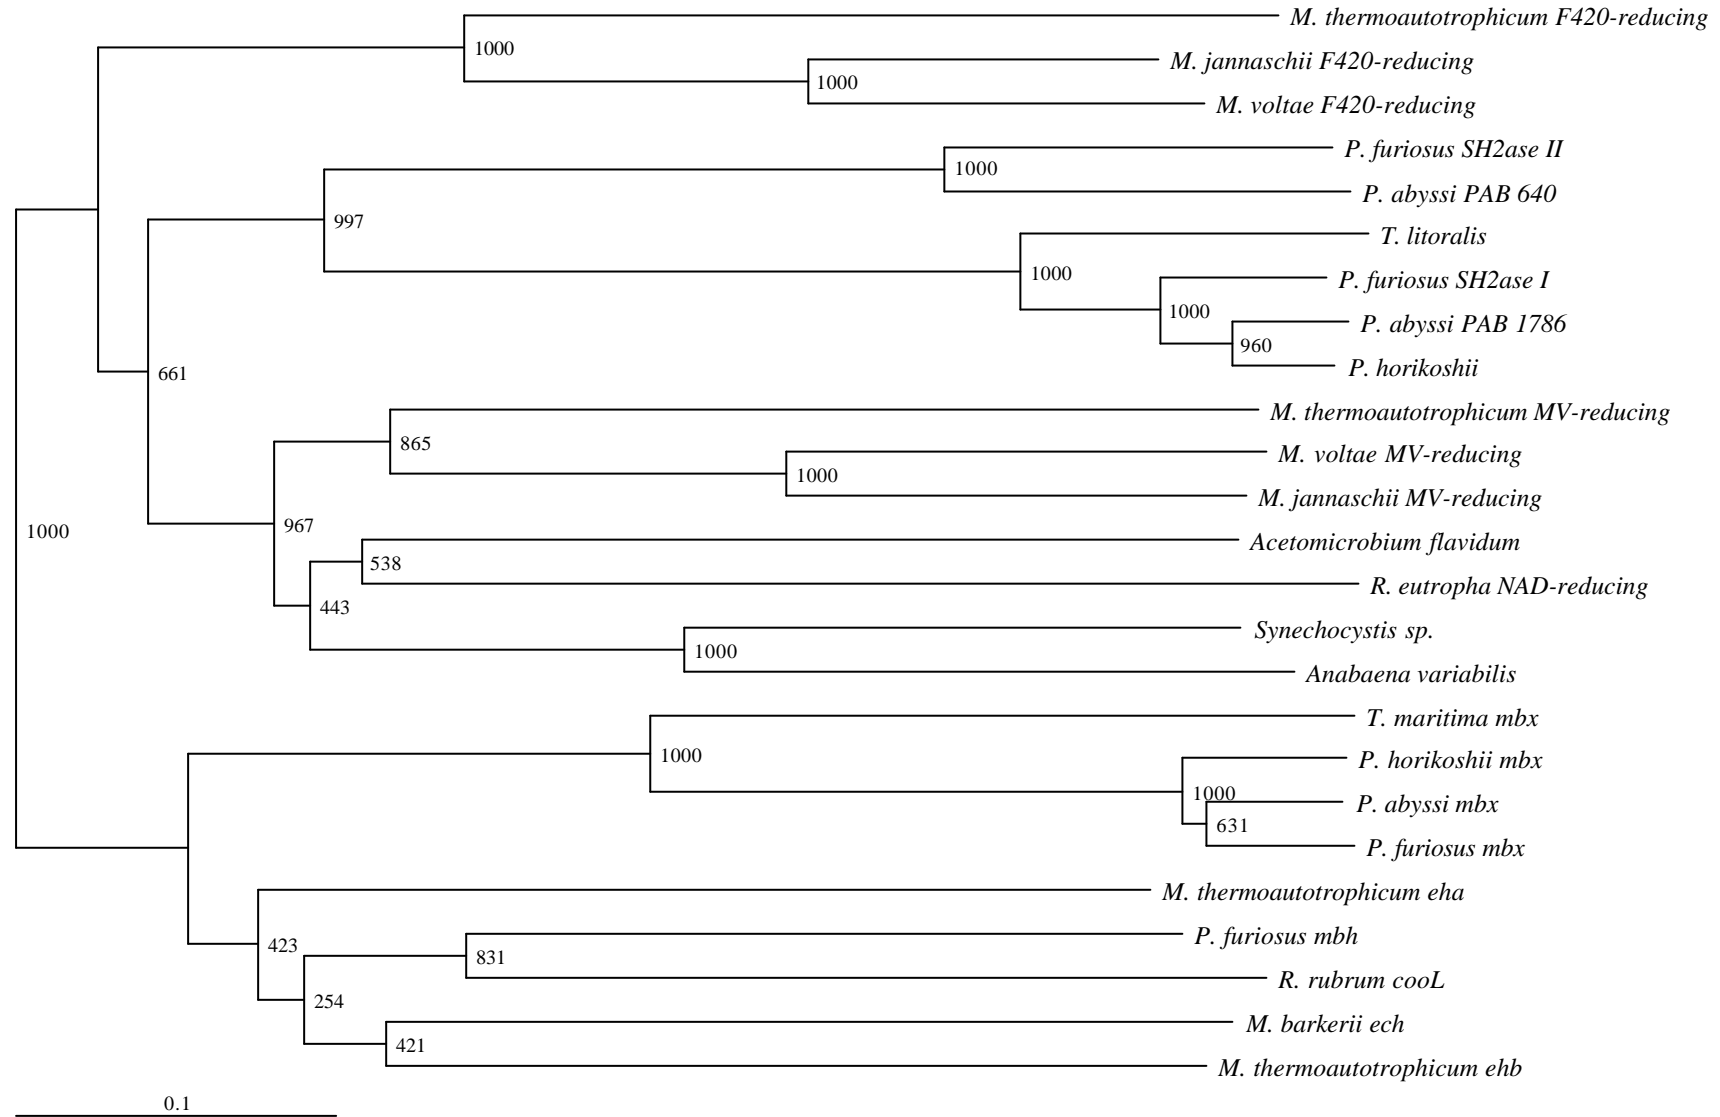 M. thermoautotrophicum F420-reducing
1000
M. jannaschii F420-reducing
1000
M. voltae F420-reducing
P. furiosus SH2ase II
1000
P. abyssi PAB 640
997
T. litoralis
1000
P. furiosus SH2ase I
1000
P. abyssi PAB 1786
960
P. horikoshii
661
M. thermoautotrophicum MV-reducing
865
M. voltae MV-reducing
1000
M. jannaschii MV-reducing
967
1000
Acetomicrobium flavidum
538
R. eutropha NAD-reducing
443
Synechocystis sp.
1000
Anabaena variabilis
T. maritima mbx
1000
P. horikoshii mbx
1000
P. abyssi mbx
631
P. furiosus mbx
M. thermoautotrophicum eha
423
P. furiosus mbh
831
R. rubrum cooL
254
M. barkerii ech
421
M. thermoautotrophicum ehb
0.1